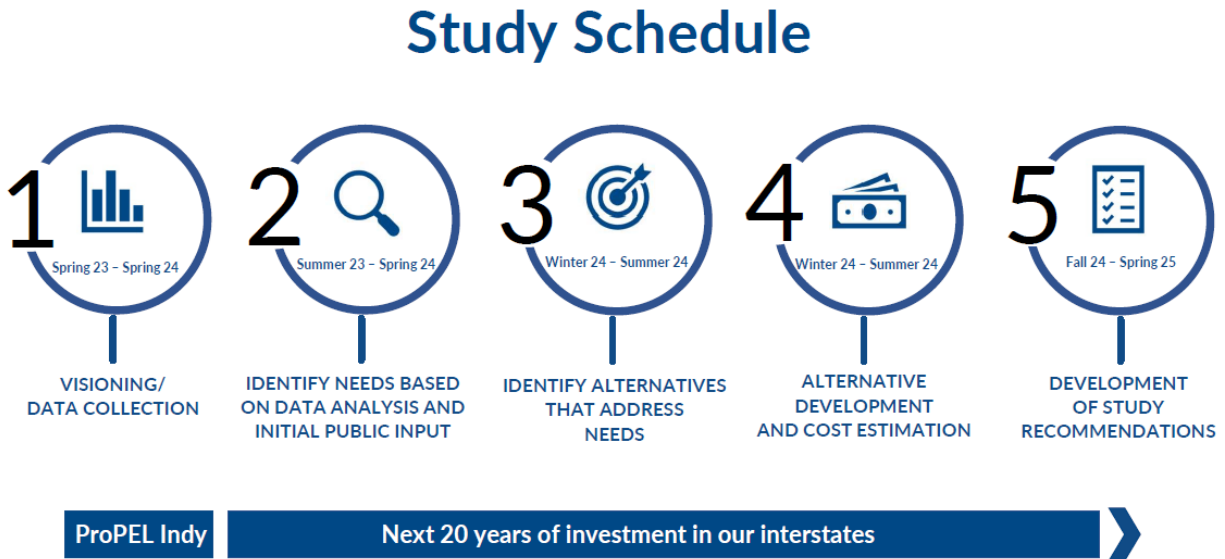 Study Schedule
1
Spring 23 – Spring 24
VISIONING/
DATA COLLECTION
2
Summer 23 – Spring 24
IDENTIFY NEEDS BASED
ON DATA ANALYSIS AND
INITIAL PUBLIC INPUT
3
Winter 24 – Summer 24
IDENTIFY ALTERNATIVES
THAT ADDRESS
NEEDS
4
Winter 24 – Summer 24
ALTERNATIVE
DEVELOPMENT
AND COST ESTIMATION
5
Fall 24 – Spring 25
DEVELOPMENT
OF STUDY
RECOMMENDATIONS
ProPEL Indy
Next 20 years of investment in our interstates